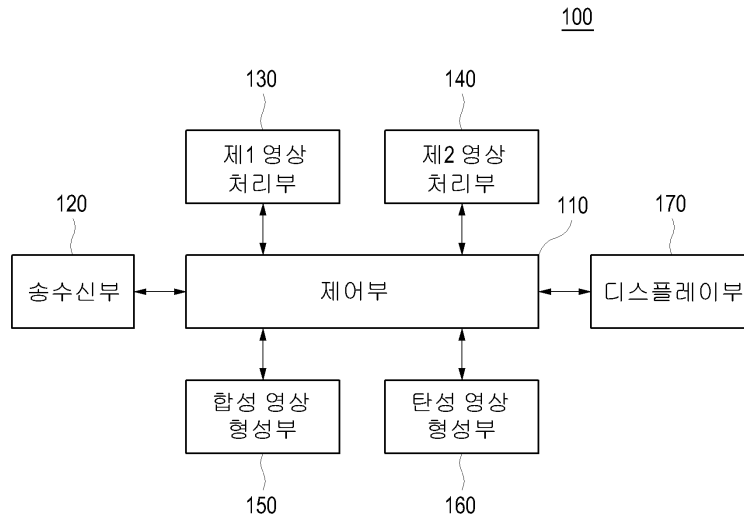 100
130
140
제1 영상
처리부
제2 영상
처리부
120
110
170
송수신부
제어부
디스플레이부
합성 영상
형성부
탄성 영상
형성부
150
160